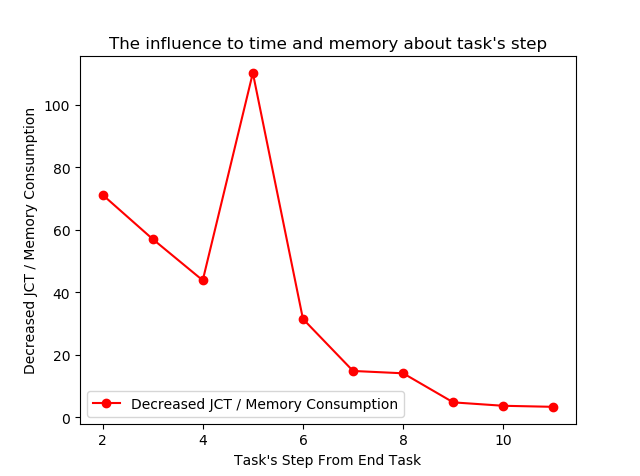 The influence to time and memory about task's step
Decreased JCT / Memory Consumption
100
80
60
40
20
0
Decreased JCT / Memory Consumption
2 4 6 8 10
Task's Step From End Task